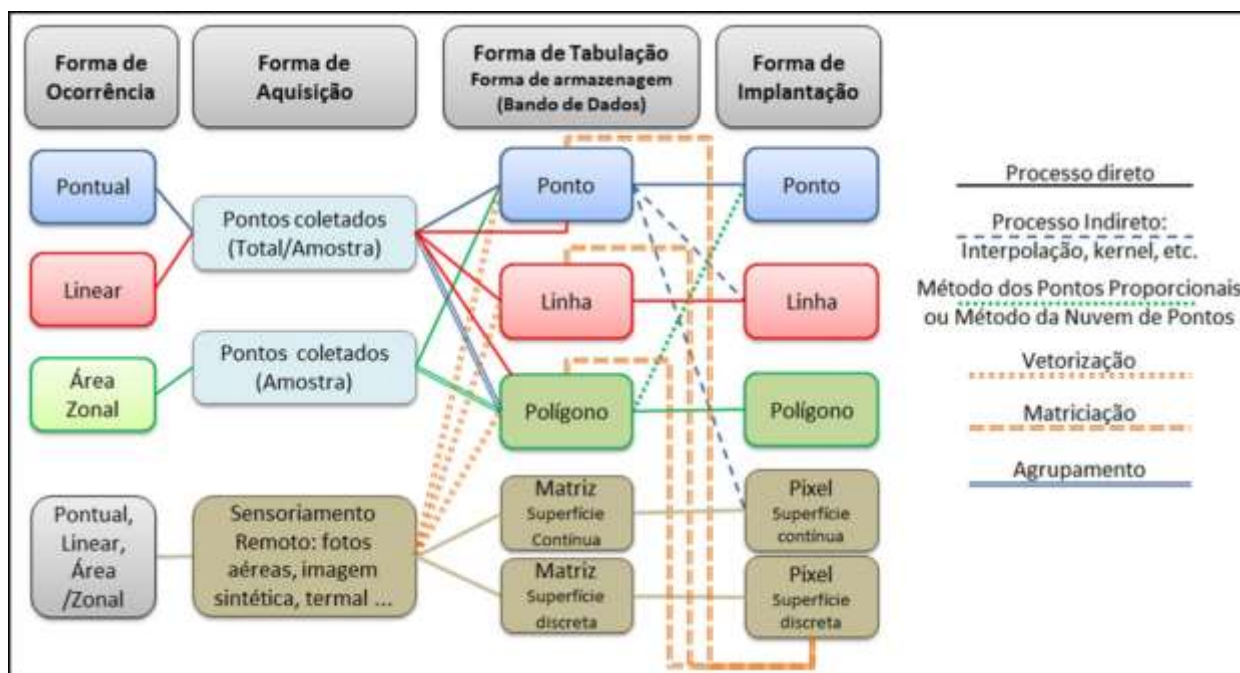 Forma de
Ocorrência
Forma de
Aquisição
Forma de Tabulação
Forma de armazenagem
(Bando de Dados)
Forma de
Implantação
Pontual
Linear
Área
Zonal
Pontual,
Linear,
Área
/Zonal
Pontos coletados
(Total/Amostra)
Pontos coletados
(Amostra)
Sensoriamento
Remoto: fotos
aéreas, imagem
sintética, termal ...
Ponto
Linha
Polígono
Matriz
Superfície
Contínua
Matriz
Superfície
discreta
Ponto
Linha
Polígono
Pixel
Superfície
contínua
Pixel
Superfície
discreta
Processo direto
Processo Indireto:
Interpolação, kernel, etc.
Método dos Pontos Proporcionais
ou Método da Nuvem de Pontos
Vetorização
Matriciação
Agrupamento